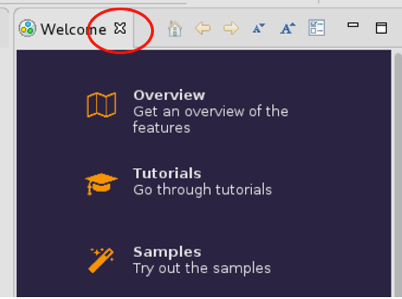 Welcome
Overview
Get an overview of the
features
Tutorials
Go through tutorials
Samples
Try out the samples